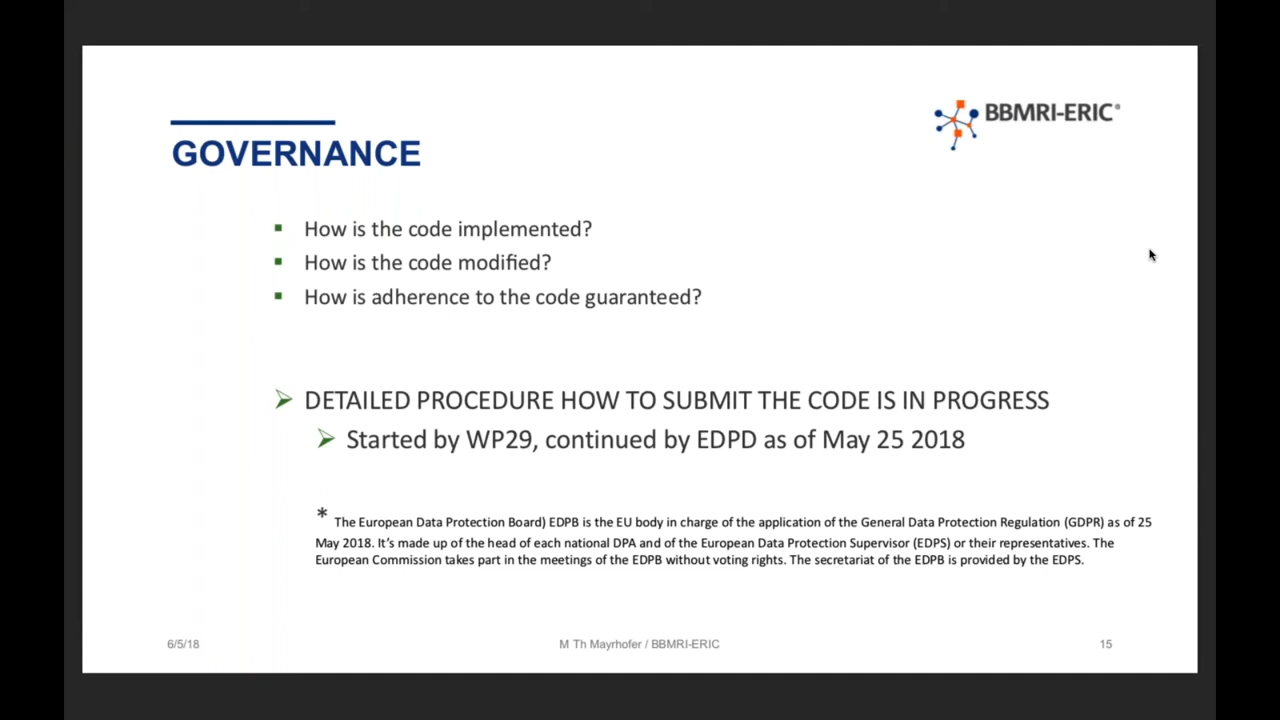 BBMRI-ERIC®
GOVERNANCE
How is the code implemented?
How is the code modified?
How is adherence to the code guaranteed?
DETAILED PROCEDURE HOW TO SUBMIT THE CODE IS IN PROGRESS
Started by WP29, continued by EDPD as of May 25 2018
* The European Data Protection Board) EDPB is the EU body in charge of the application of the General Data Protection Regulation (GDPR) as of 25
May 2018. It’s made up of the head of each national DPA and of the European Data Protection Supervisor (EDPS) or their representatives. The
European Commission takes part in the meetings of the EDPB without voting rights. The secretariat of the EDPB is provided by the EDPS.
6/5/18 M Th Mayrhofer / BBMRI-ERIC 15